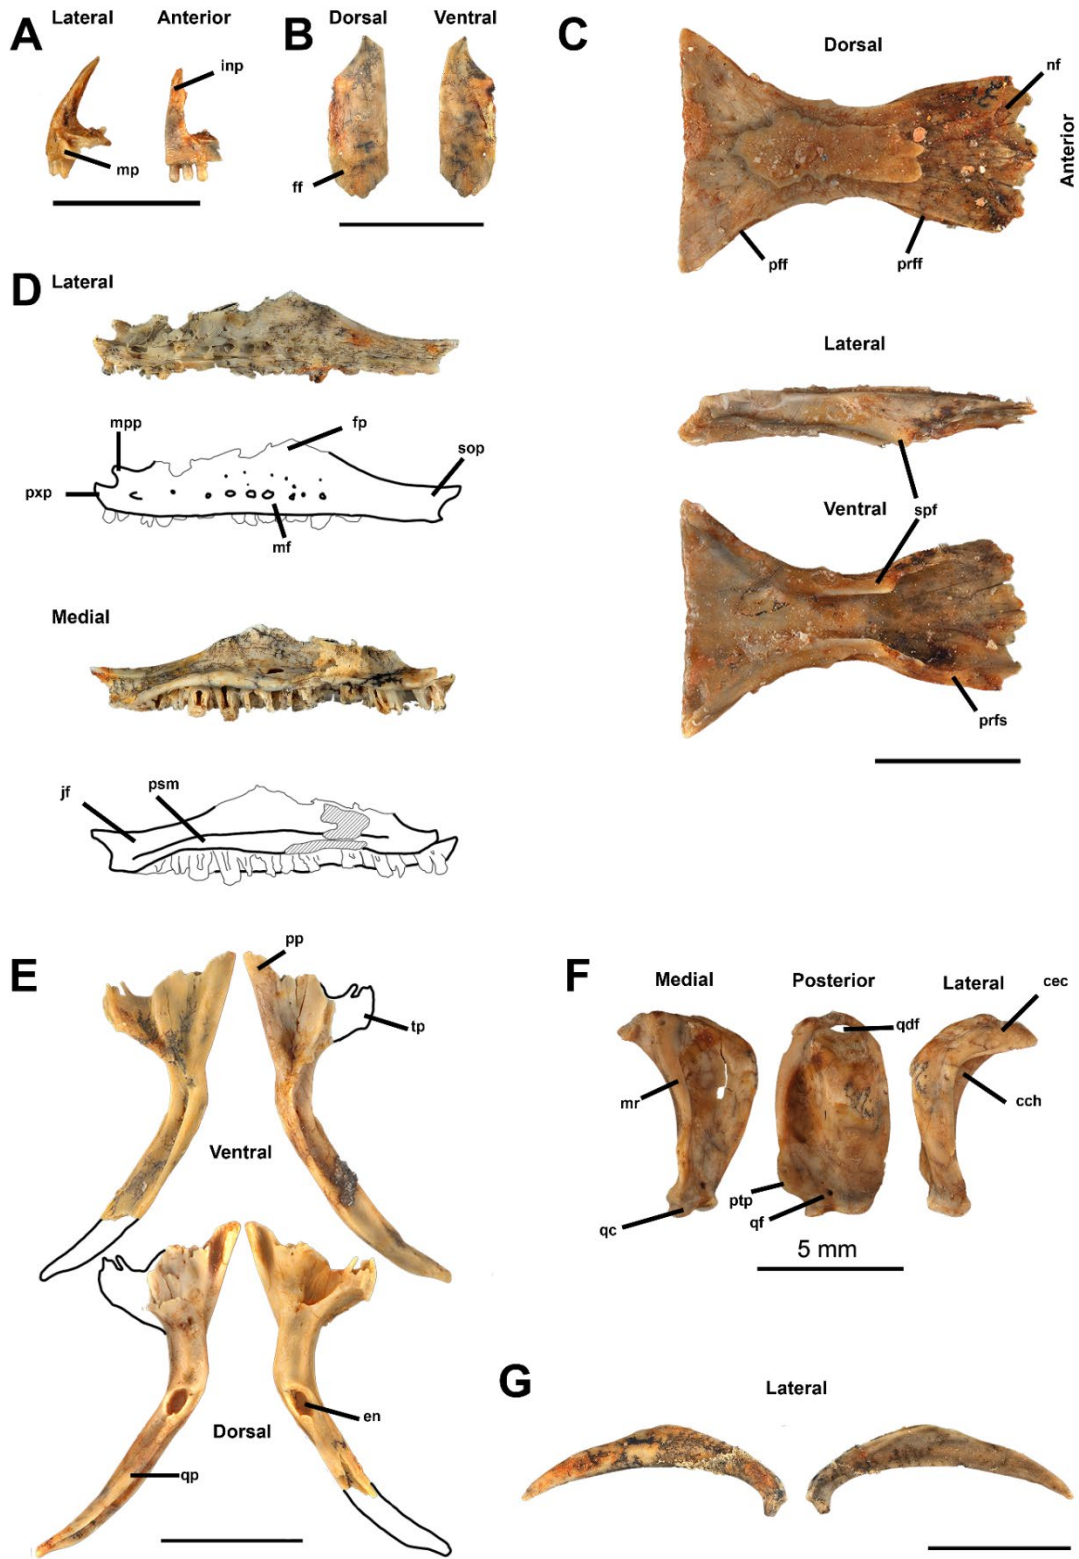 A
Lateral
Anterior
inp
mp
B
Dorsal
Ventral
ff
C
Dorsal
nf
Anterior
pff
prff
Lateral
spf
Ventral
prfs
D
Lateral
mpp
fp
sop
pxp
mf
Medial
jf
psm
E
pp
tp
Ventral
en
Dorsal
qp
F
Medial
Posterior
Lateral
cec
qdf
mr
cch
ptp
qc
qf
5 mm
G
Lateral